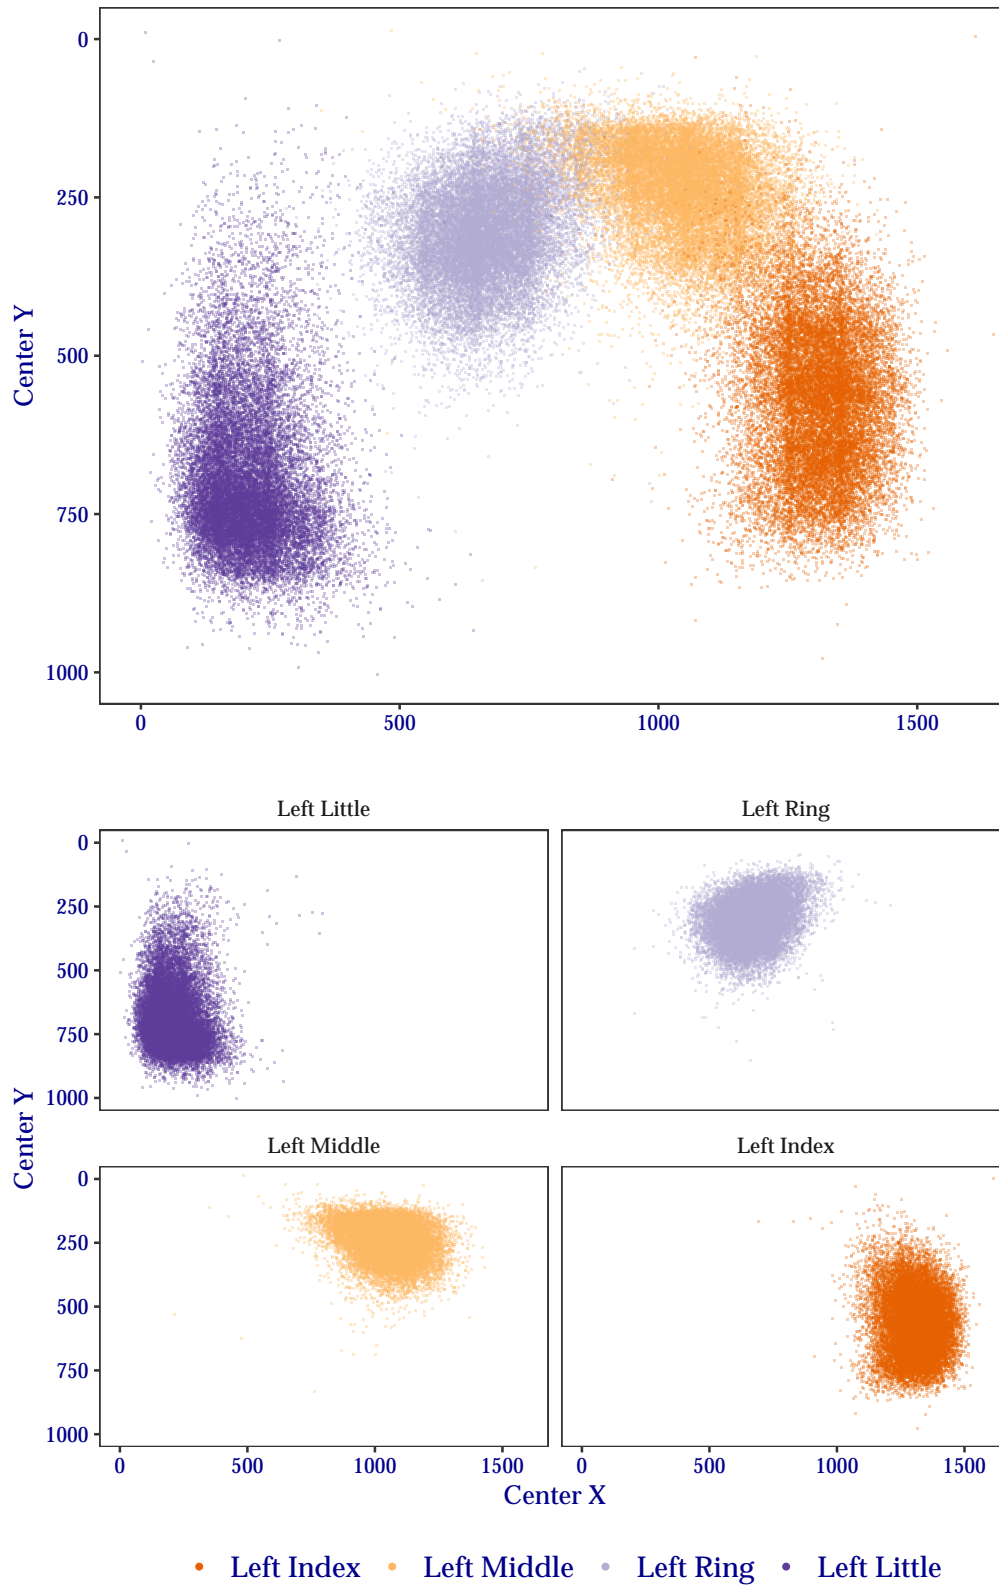 0
250
500
750
1000
Center Y
0 500 1000 1500
Left Little Left Ring
0
250
500
750
1000
Left Middle Left Index
0
250
500
750
1000
Center Y
0 500 1000 1500 0 500 1000 1500
Center X
Left Index Left Middle Left Ring Left Little